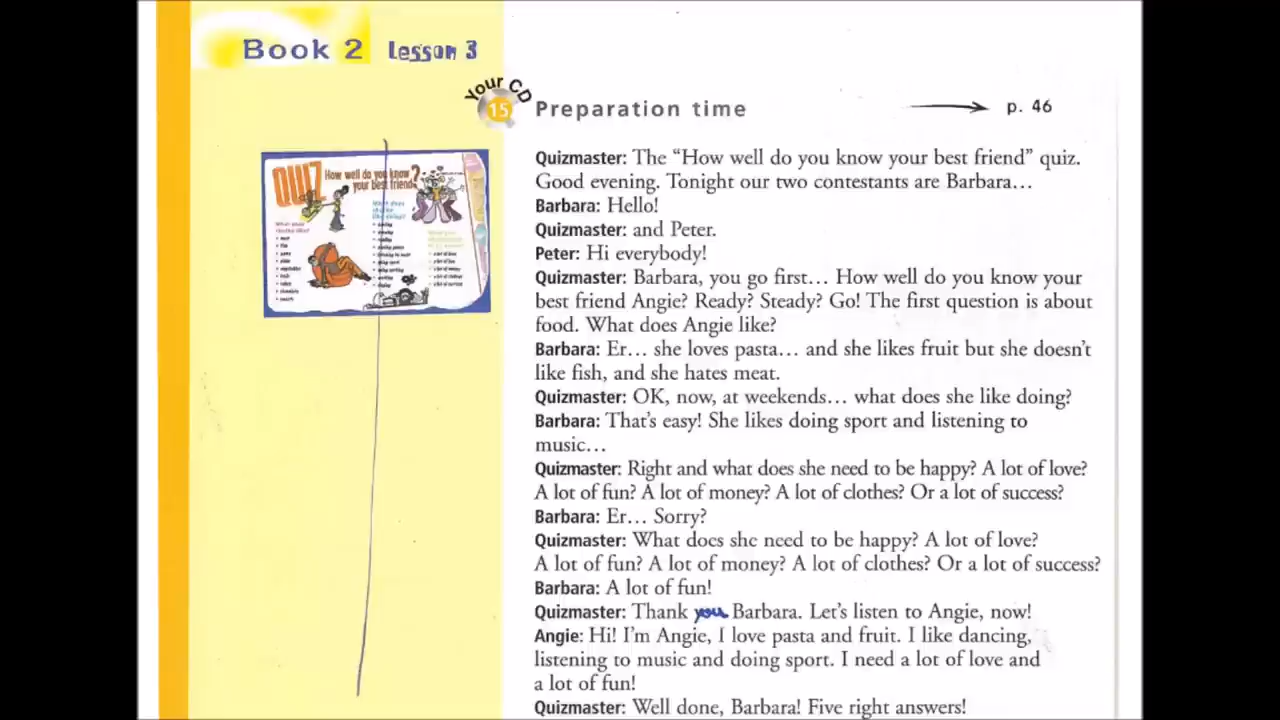 Book 2 Lesson 3
Your CD
15
Preparation time
p. 46
QUIZ How well do you know
your best friend?
Quizmaster: The “How well do you know your best friend” quiz.
Good evening. Tonight our two contestants are Barbara…
Barbara: Hello!
Quizmaster: and Peter.
Peter: Hi everybody!
Quizmaster: Barbara, you go first… How well do you know your
best friend Angie? Ready? Steady? Go! The first question is about
food. What does Angie like?
Barbara: Er… she loves pasta… and she likes fruit but she doesn’t
like fish, and she hates meat.
Quizmaster: OK, now, at weekends… what does she like doing?
Barbara: That’s easy! She likes doing sport and listening to
music…
Quizmaster: Right and what does she need to be happy? A lot of love?
A lot of fun? A lot of money? A lot of clothes? Or a lot of success?
Barbara: Er… Sorry?
Quizmaster: What does she need to be happy? A lot of love?
A lot of fun? A lot of money? A lot of clothes? Or a lot of success?
Barbara: A lot of fun!
Quizmaster: Thank you Barbara. Let’s listen to Angie, now!
Angie: Hi! I’m Angie, I love pasta and fruit. I like dancing,
listening to music and doing sport. I need a lot of love and
a lot of fun!
Quizmaster: Well done, Barbara! Five right answers!